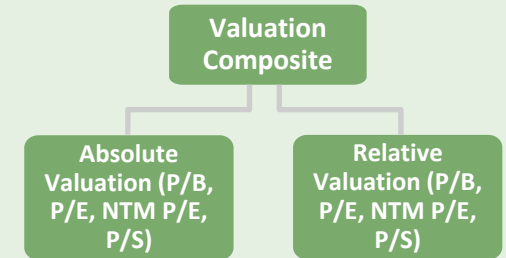 Valuation
Composite
Absolute
Valuation (P/B,
P/E, NTM P/E,
P/S)
Relative
Valuation (P/B,
P/E, NTM P/E,
P/S)